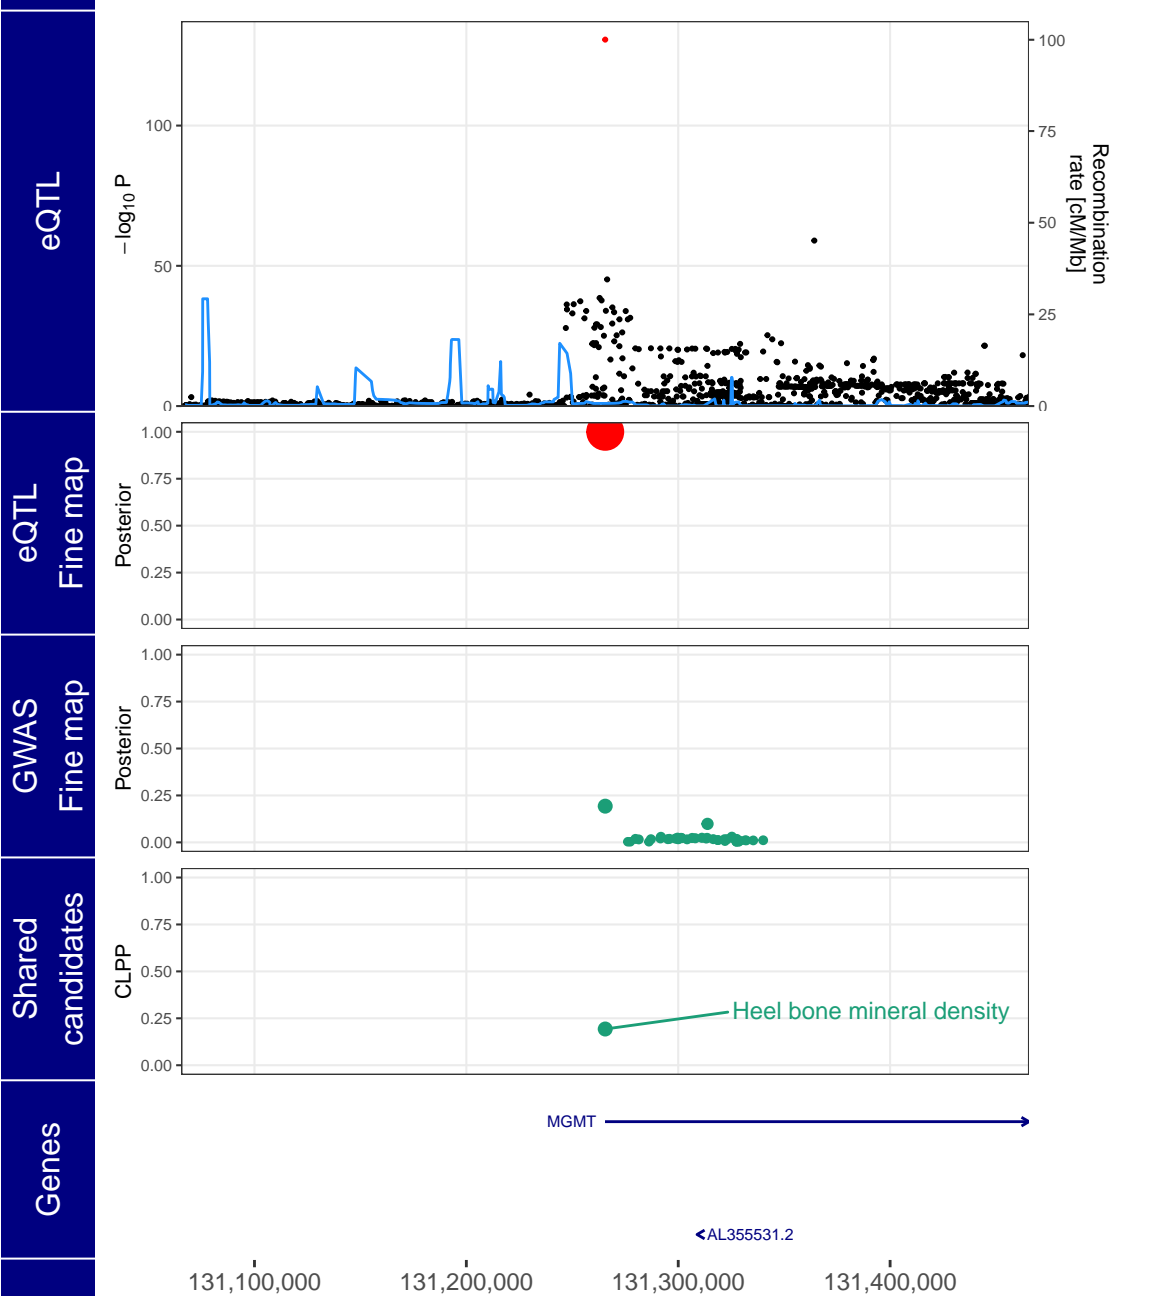 eQTL
− log10 P
100
50
0
100
75
50
25
0
Recombination
rate [cM/Mb]
eQTL
Fine map
Posterior
1.00
0.75
0.50
0.25
0.00
GWAS
Fine map
Posterior
1.00
0.75
0.50
0.25
0.00
Shared
candidates
CLPP
1.00
0.75
0.50
0.25
0.00
Heel bone mineral density
Genes
MGMT
AL355531.2
131,100,000 131,200,000 131,300,000 131,400,000